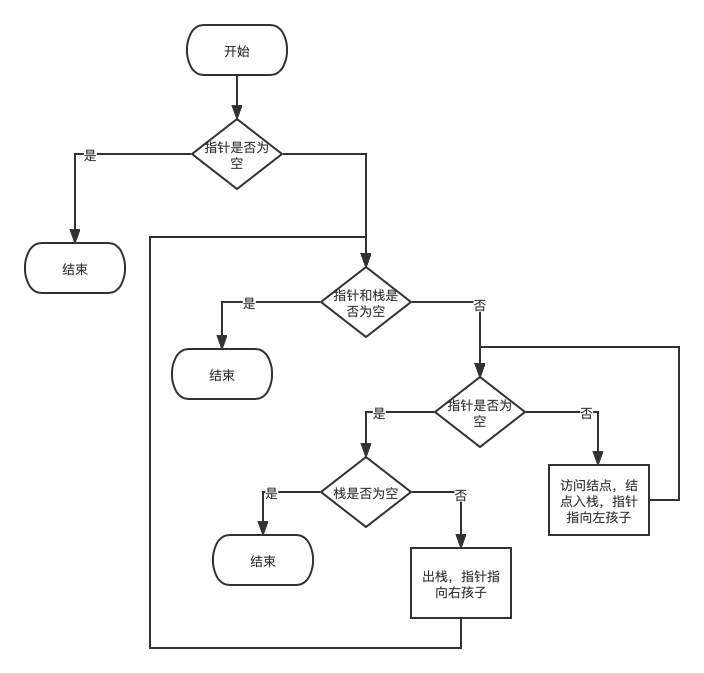 开始
指针是否为
空
是
结束
指针和栈是
否为空
是
否
结束
指针是否为
空
是
否
栈是否为空
是
否
访问结点，结
点入栈，指针
指向左孩子
结束
出栈，指针指
向右孩子